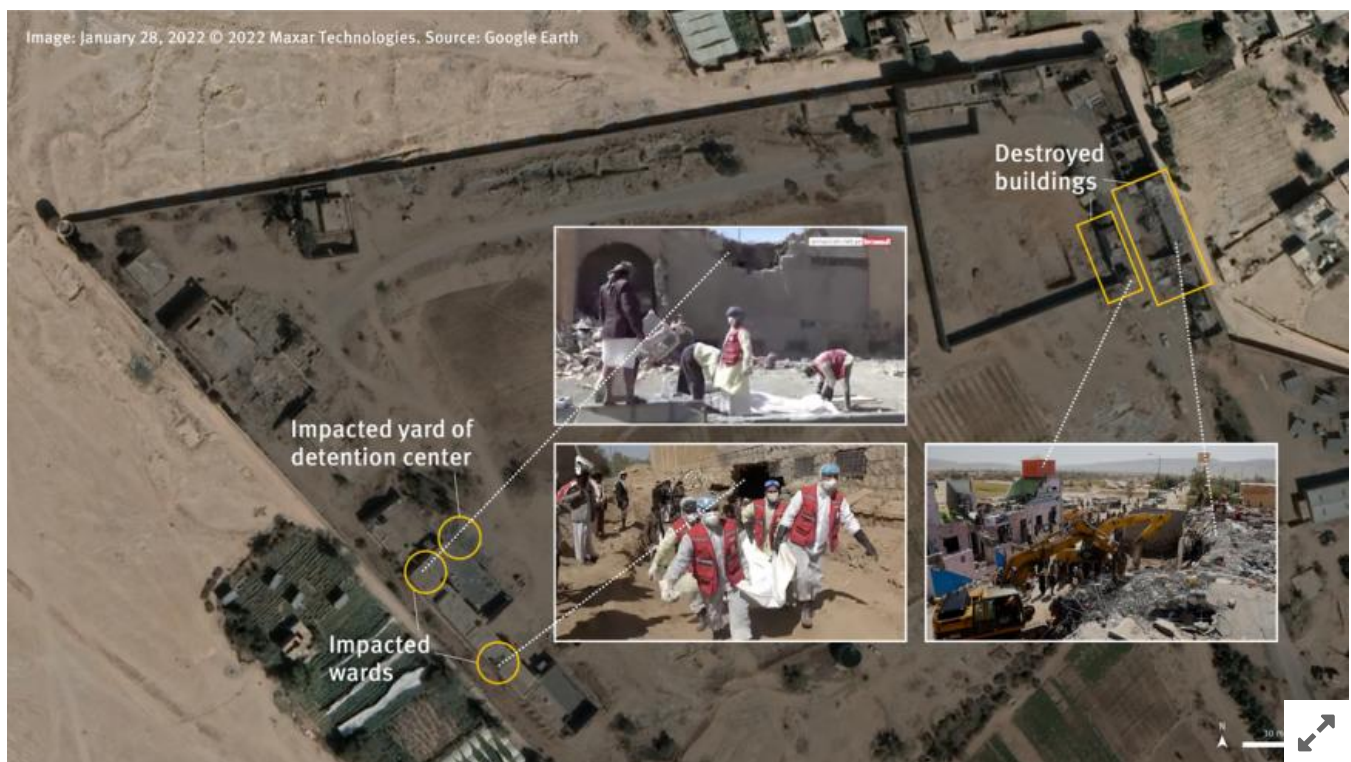 Image: January 28, 2022 © 2022 Maxar Technologies. Source: Google Earth
Destroyed
buildings
Impacted yard of
detention center
Impacted
wards
N